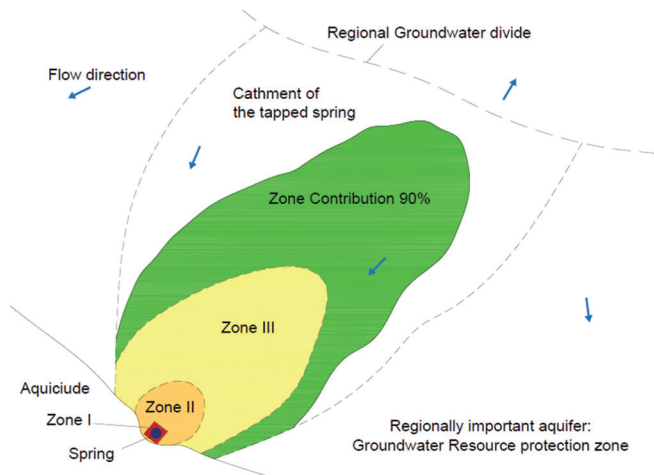 Regional Groundwater divide
Flow direction
Cathment of
the tapped spring
Zone Contribution 90%
Zone III
Aquiciude
Zone II
Zone I
Spring
Regionally important aquifer:
Groundwater Resource protection zone